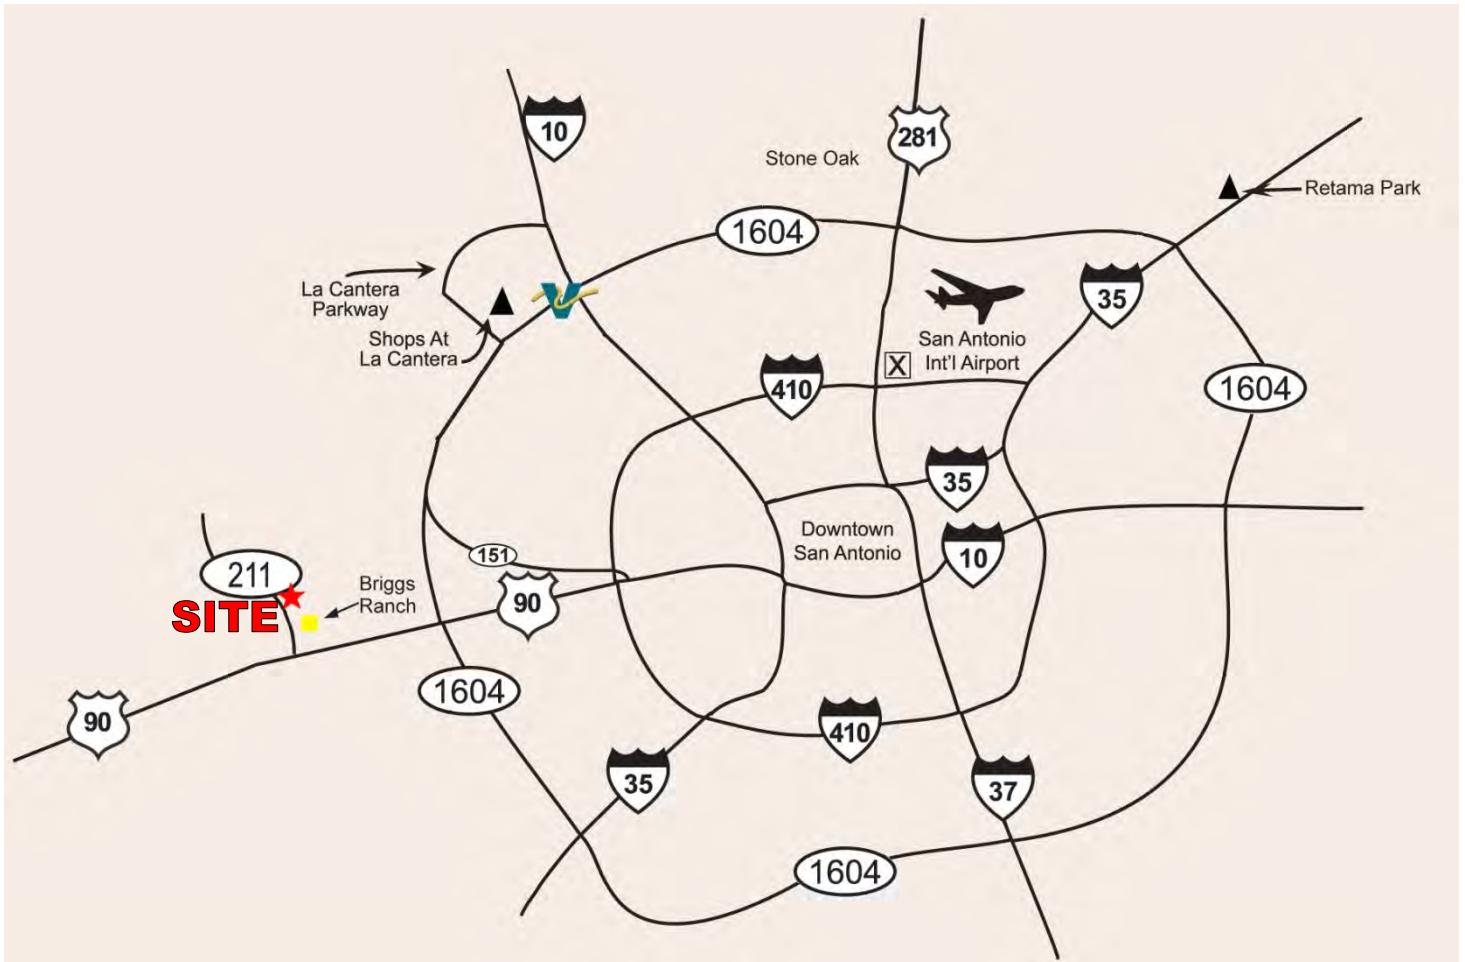 10
281
Stone Oak
Retama Park
1604
La Cantera
Parkway
35
Shops At
La Cantera
San Antonio
Int'l Airport
X
410
1604
35
Downtown
San Antonio
10
151
211
Briggs
Ranch
90
SITE
1604
90
410
35
37
1604